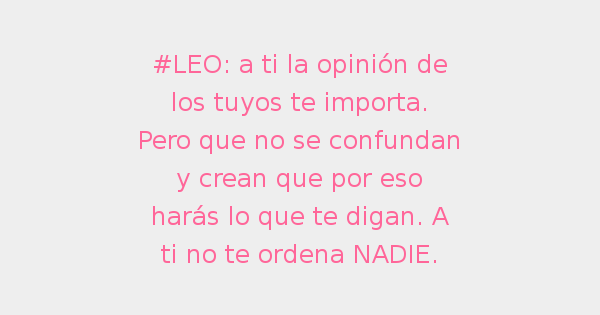 #LEO: a ti la opinión de
los tuyos te importa.
Pero que no se confundan
y crean que por eso
harás lo que te digan. A
ti no te ordena NADIE.